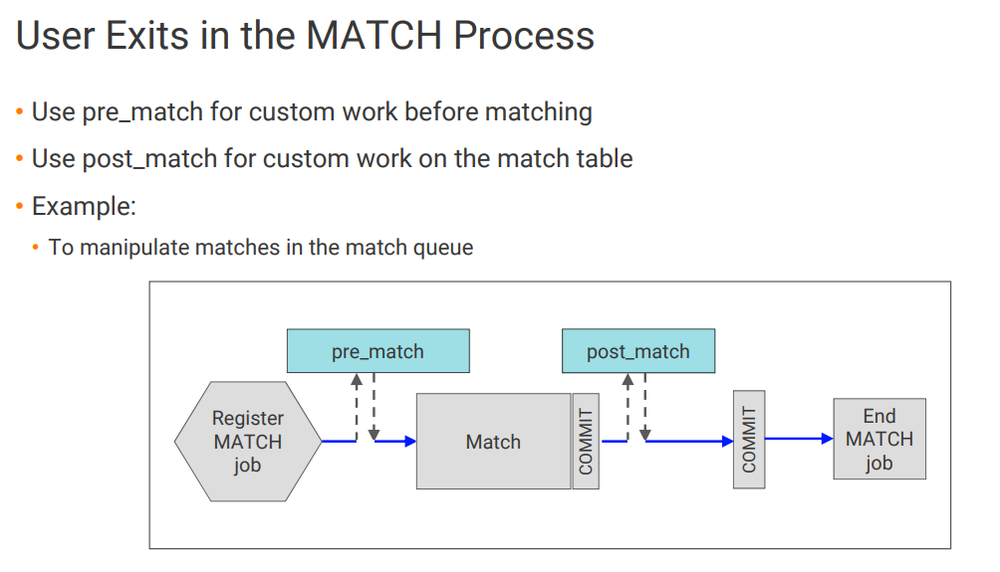 User Exits in the MATCH Process
• Use pre_match for custom work before matching
• Use post_match for custom work on the match table
• Example:
• To manipulate matches in the match queue
pre_match
post_match
Register
MATCH
job
Match
COMMIT
COMMIT
End
MATCH
job